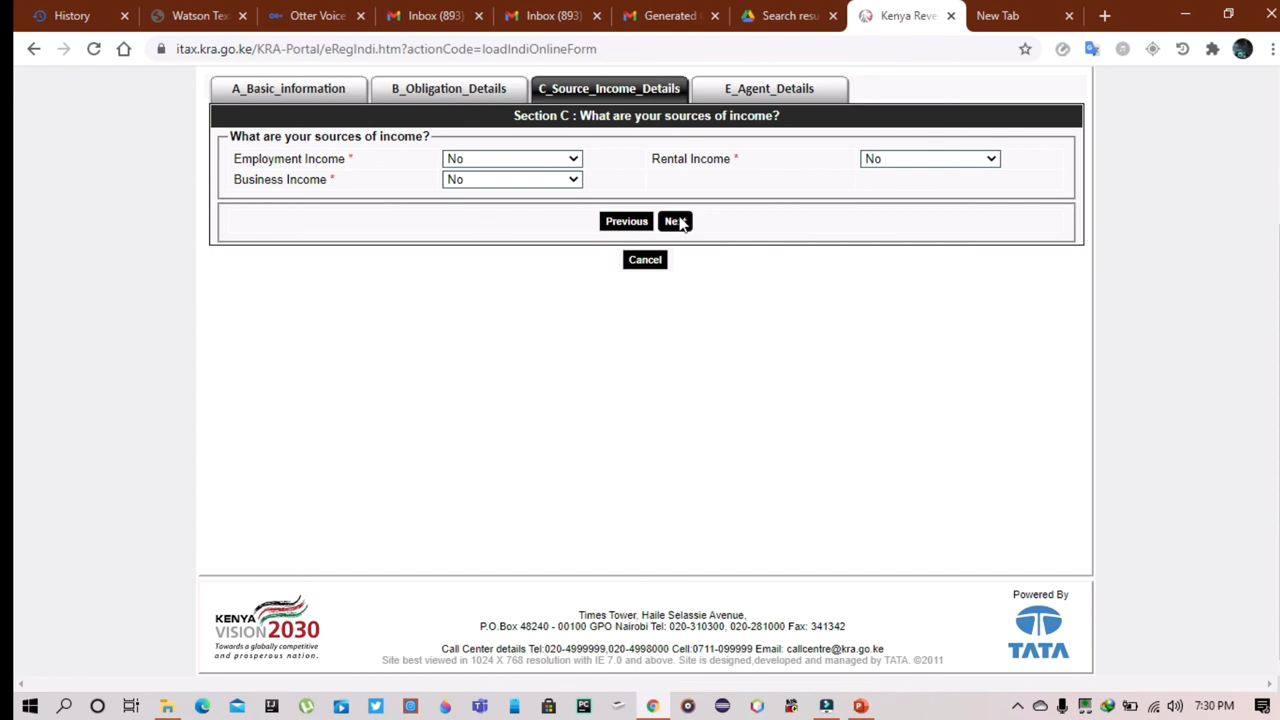 History
Watson Tex
Otter Voice
Inbox (893)
Inbox (893)
Generated
Search resu
Kenya Reve
New Tab
itax.kra.go.ke/KRA-Portal/eRegIndi.htm?actionCode=loadIndiOnlineForm
A_Basic_information
B_Obligation_Details
C_Source_Income_Details
E_Agent_Details
Section C : What are your sources of income?
What are your sources of income?
Employment Income * No
Rental Income * No
Business Income * No
Previous
Next
Cancel
KENYA
VISION 2030
Towards a globally competitive
and prosperous nation.
Times Tower, Haile Selassie Avenue,
P.O.Box 48240 - 00100 GPO Nairobi Tel: 020-310300, 020-281000 Fax: 341342
Call Center details Tel:020-4999999,020-4998000 Cell:0711-099999 Email: callcentre@kra.go.ke
Site best viewed in 1024 X 768 resolution with IE 7.0 and above. Site is designed,developed and managed by TATA. ©2011
Powered By
TATA
7:30 PM